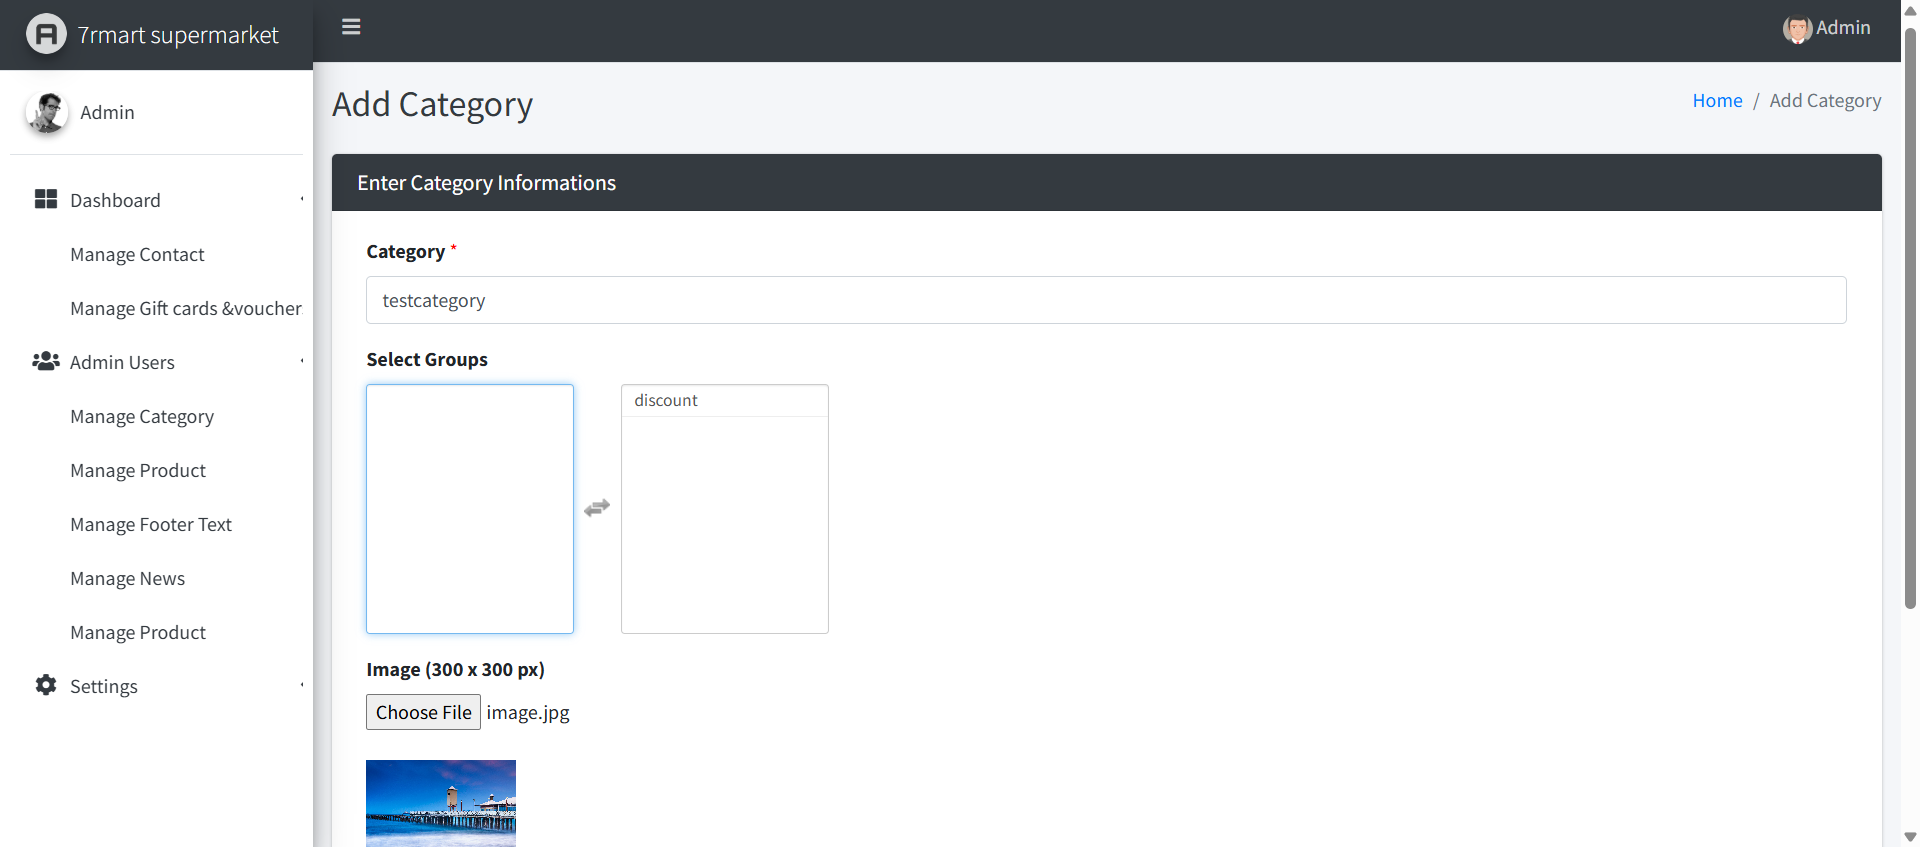 7rmart supermarket
Admin
Admin
Add Category
Home / Add Category
Dashboard
Manage Contact
Manage Gift cards &voucher
Admin Users
Manage Category
Manage Product
Manage Footer Text
Manage News
Manage Product
Settings
Enter Category Informations
Category *
testcategory
Select Groups
discount
Image (300 x 300 px)
Choose File image.jpg